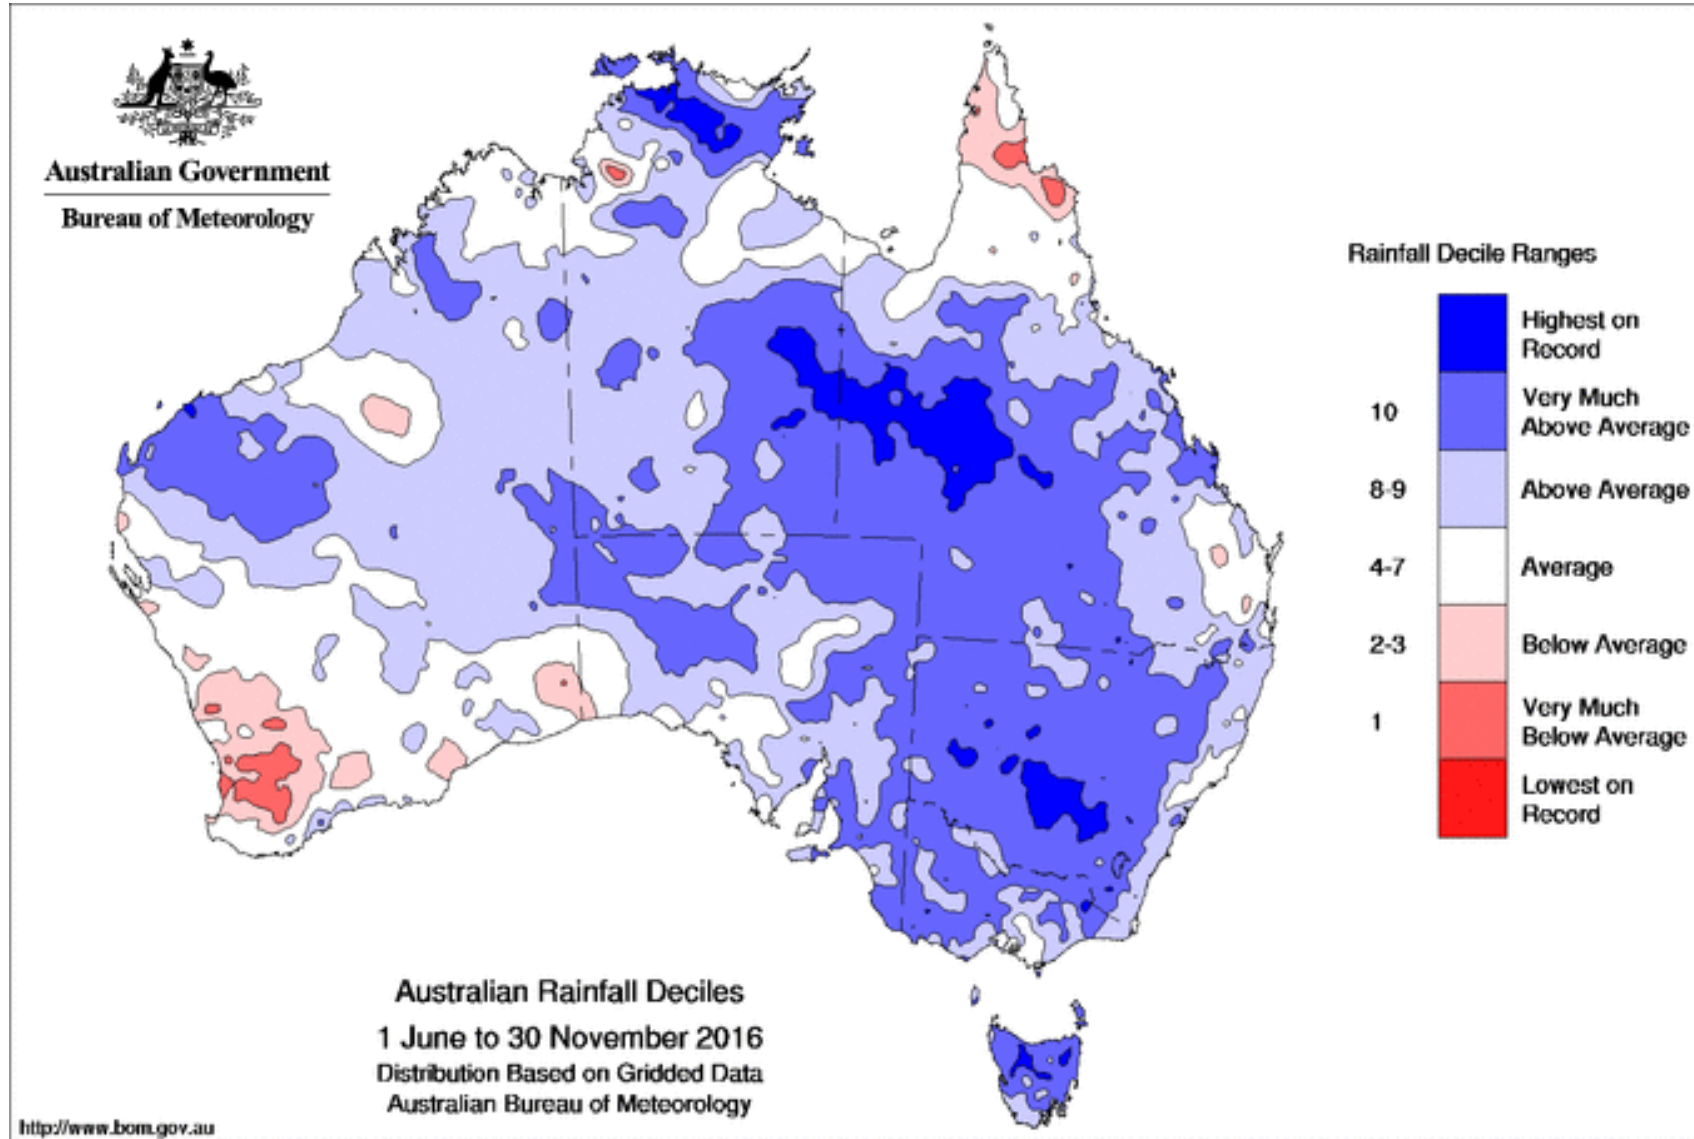 Australian Government
Bureau of Meteorology
Rainfall Decile Ranges
Highest on
Record
10
Very Much
Above Average
8-9
Above Average
4-7
Average
2-3
Below Average
1
Very Much
Below Average
Lowest on
Record
Australian Rainfall Deciles
1 June to 30 November 2016
Distribution Based on Gridded Data
Australian Bureau of Meteorology
http://www.bom.gov.au